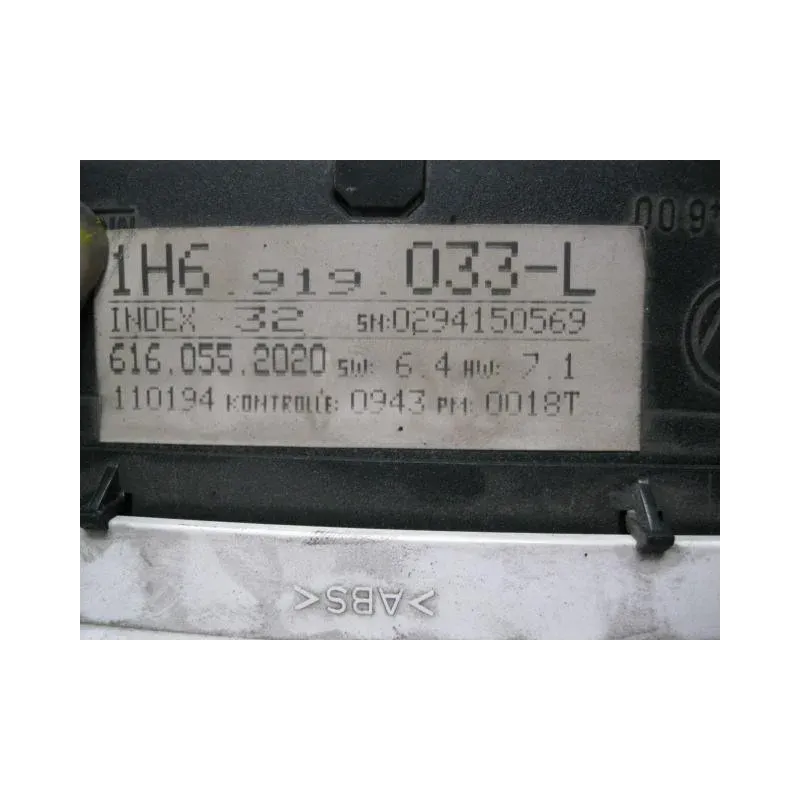 009
1H6.919.033-L
INDEX 32 SN:0294150569
616.055.2020 SW: 6.4 HW: 7.1
110194 KONTROLLE: 0943 PM: 0018T
>ABS<